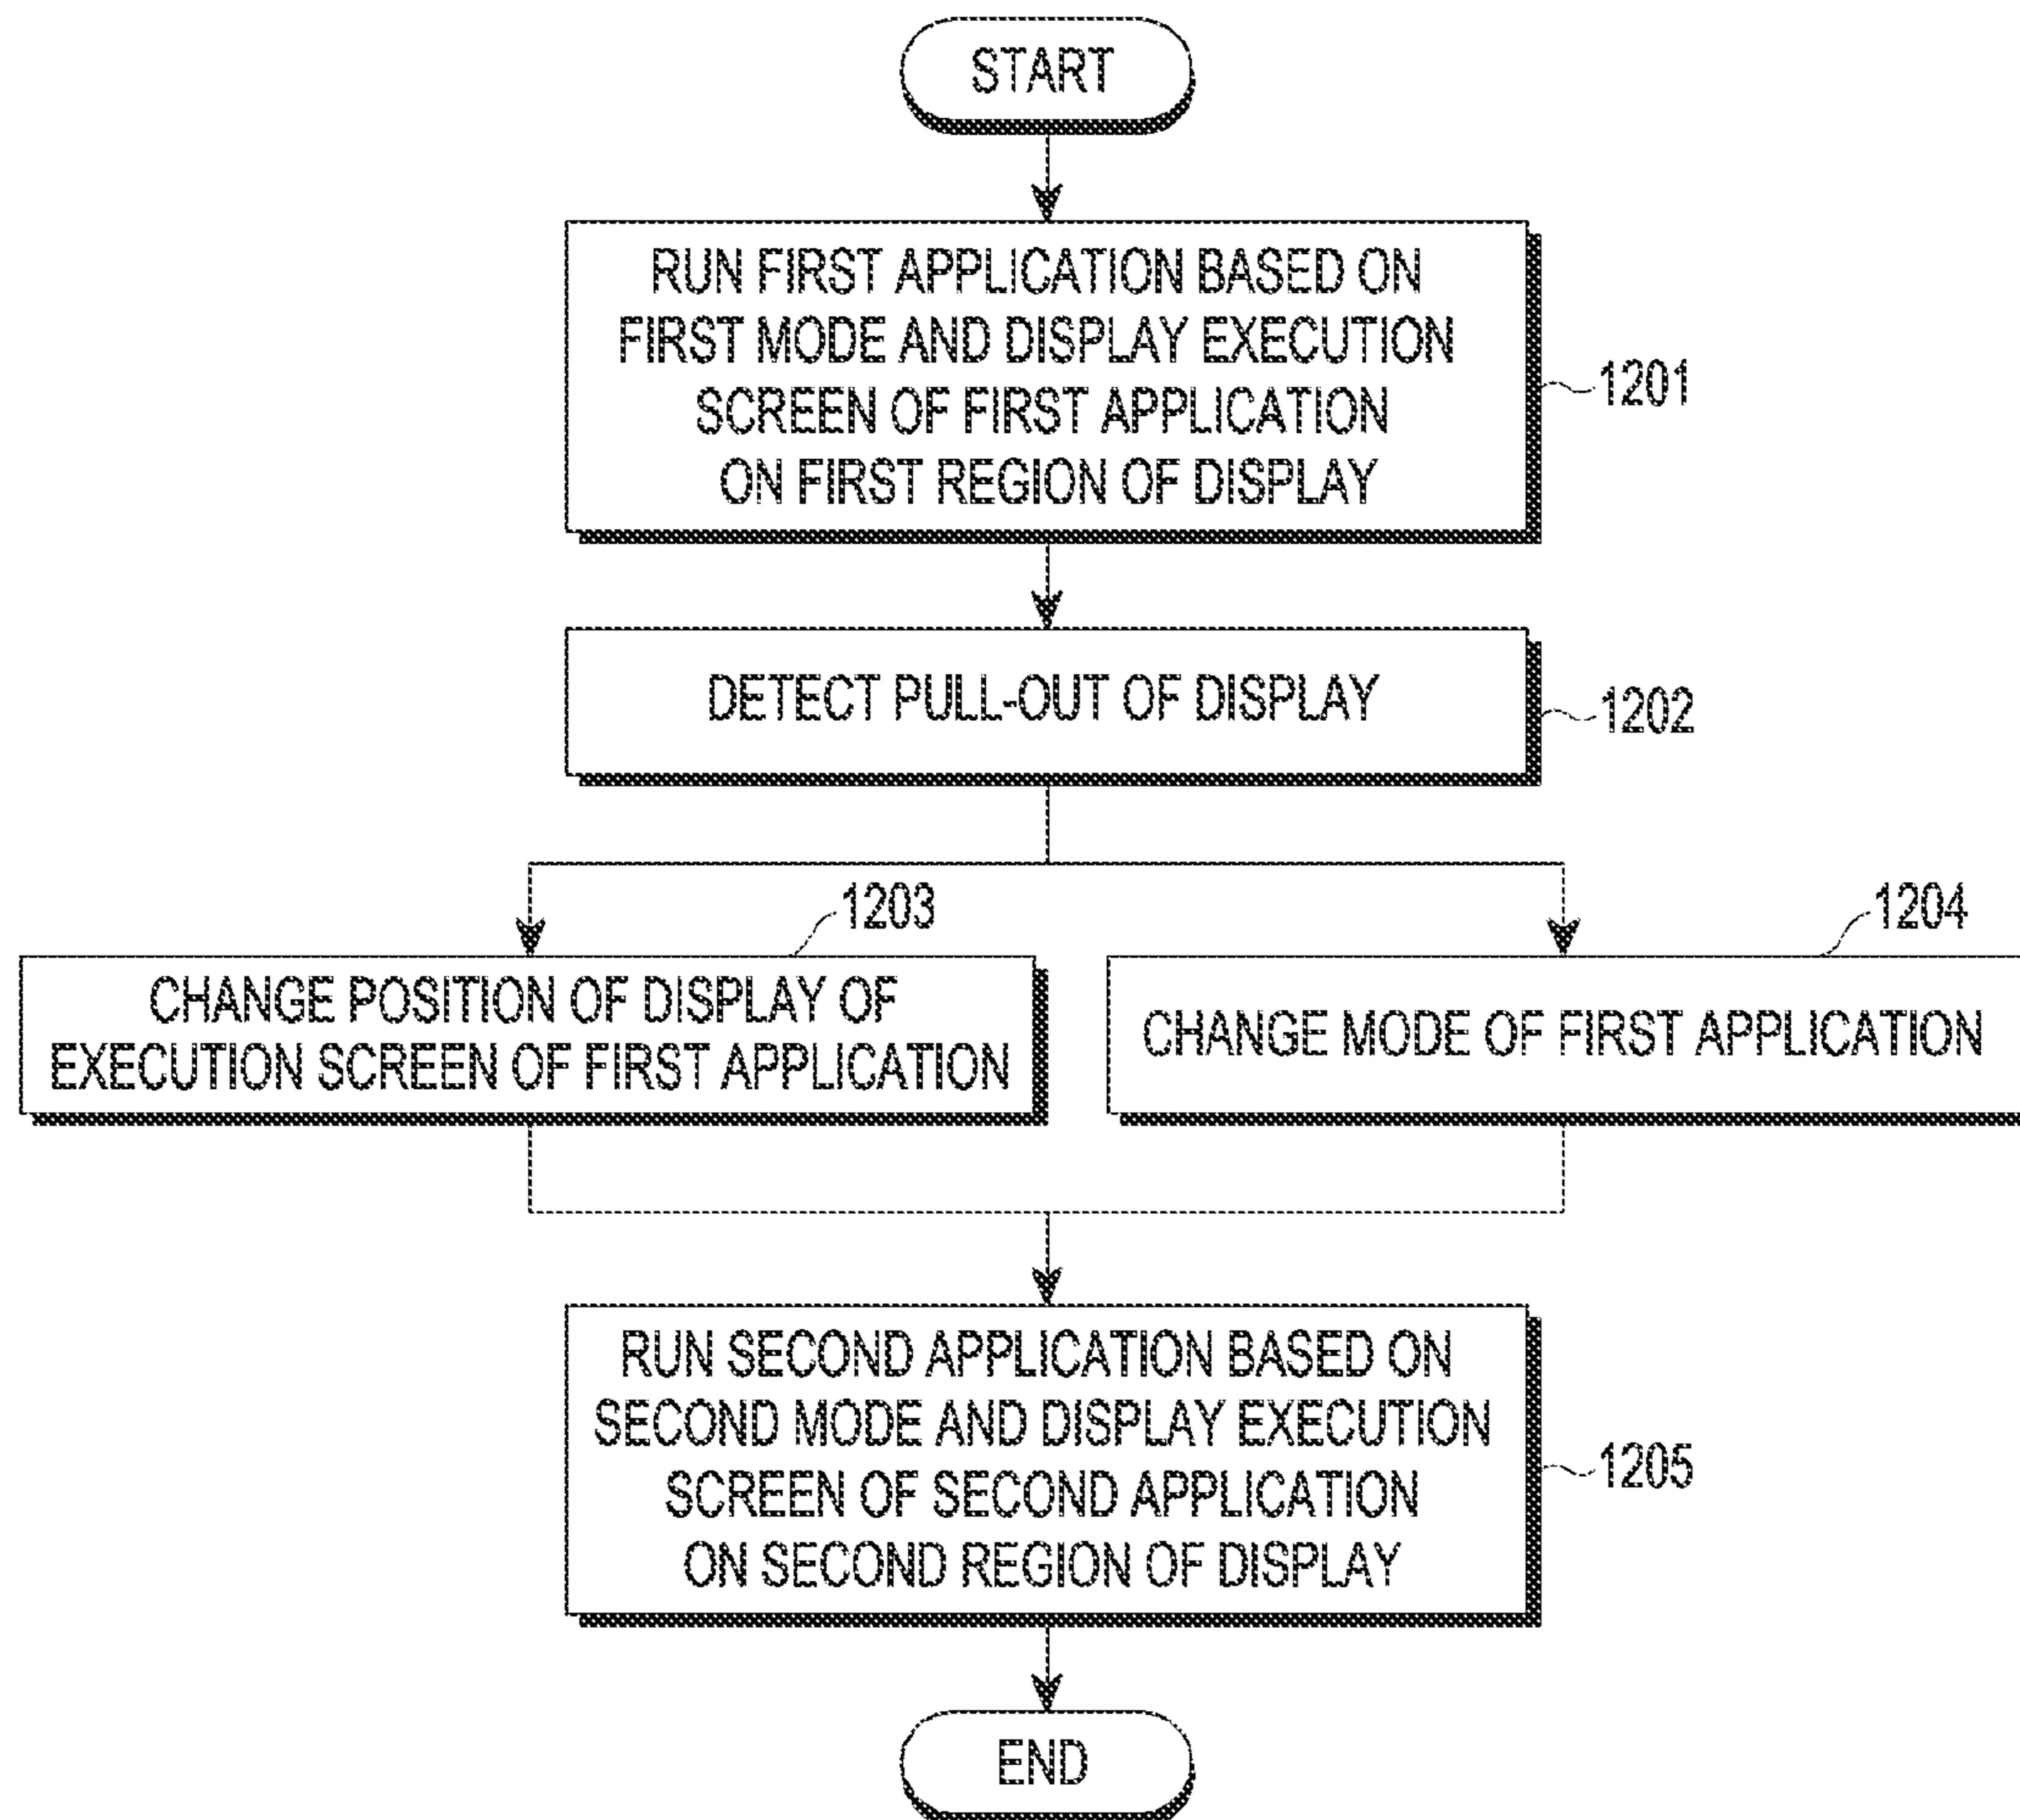 START
RUN FIRST APPLICATION BASED ON
FIRST MODE AND DISPLAY EXECUTION
SCREEN OF FIRST APPLICATION
ON FIRST REGION OF DISPLAY
1201
DETECT PULL-OUT OF DISPLAY
1202
1203
CHANGE POSITION OF DISPLAY OF
EXECUTION SCREEN OF FIRST APPLICATION
1204
CHANGE MODE OF FIRST APPLICATION
RUN SECOND APPLICATION BASED ON
SECOND MODE AND DISPLAY EXECUTION
SCREEN OF SECOND APPLICATION
ON SECOND REGION OF DISPLAY
1205
END